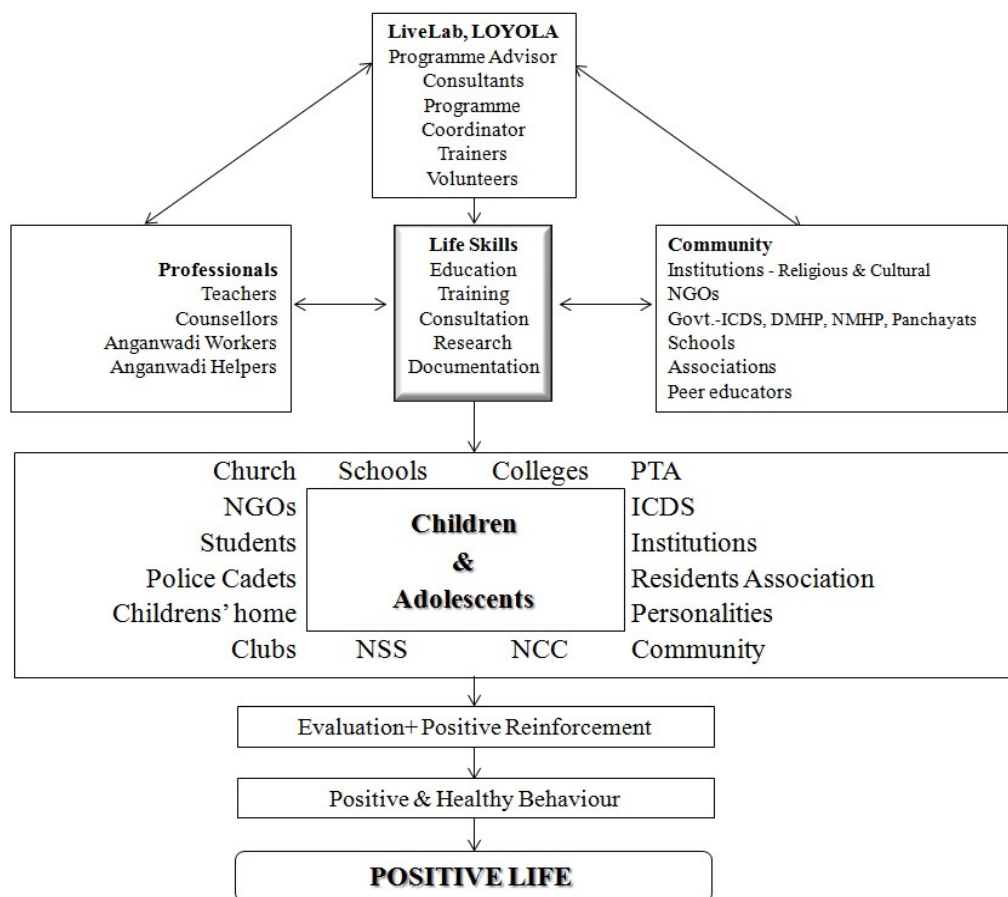 LiveLab, LOYOLA
Programme Advisor
Consultants
Programme
Coordinator
Trainers
Volunteers
Professionals
Teachers
Counsellors
Anganwadi Workers
Anganwadi Helpers
Life Skills
Education
Training
Consultation
Research
Documentation
Community
Institutions - Religious & Cultural
NGOs
Govt.-ICDS, DMHP, NMHP, Panchayats
Schools
Associations
Peer educators
Church Schools Colleges PTA
NGOs ICDS
Students Institutions
Police Cadets Residents Association
Childrens’ home Personalities
Clubs NSS NCC Community
Children
&
Adolescents
Evaluation+ Positive Reinforcement
Positive & Healthy Behaviour
POSITIVE LIFE